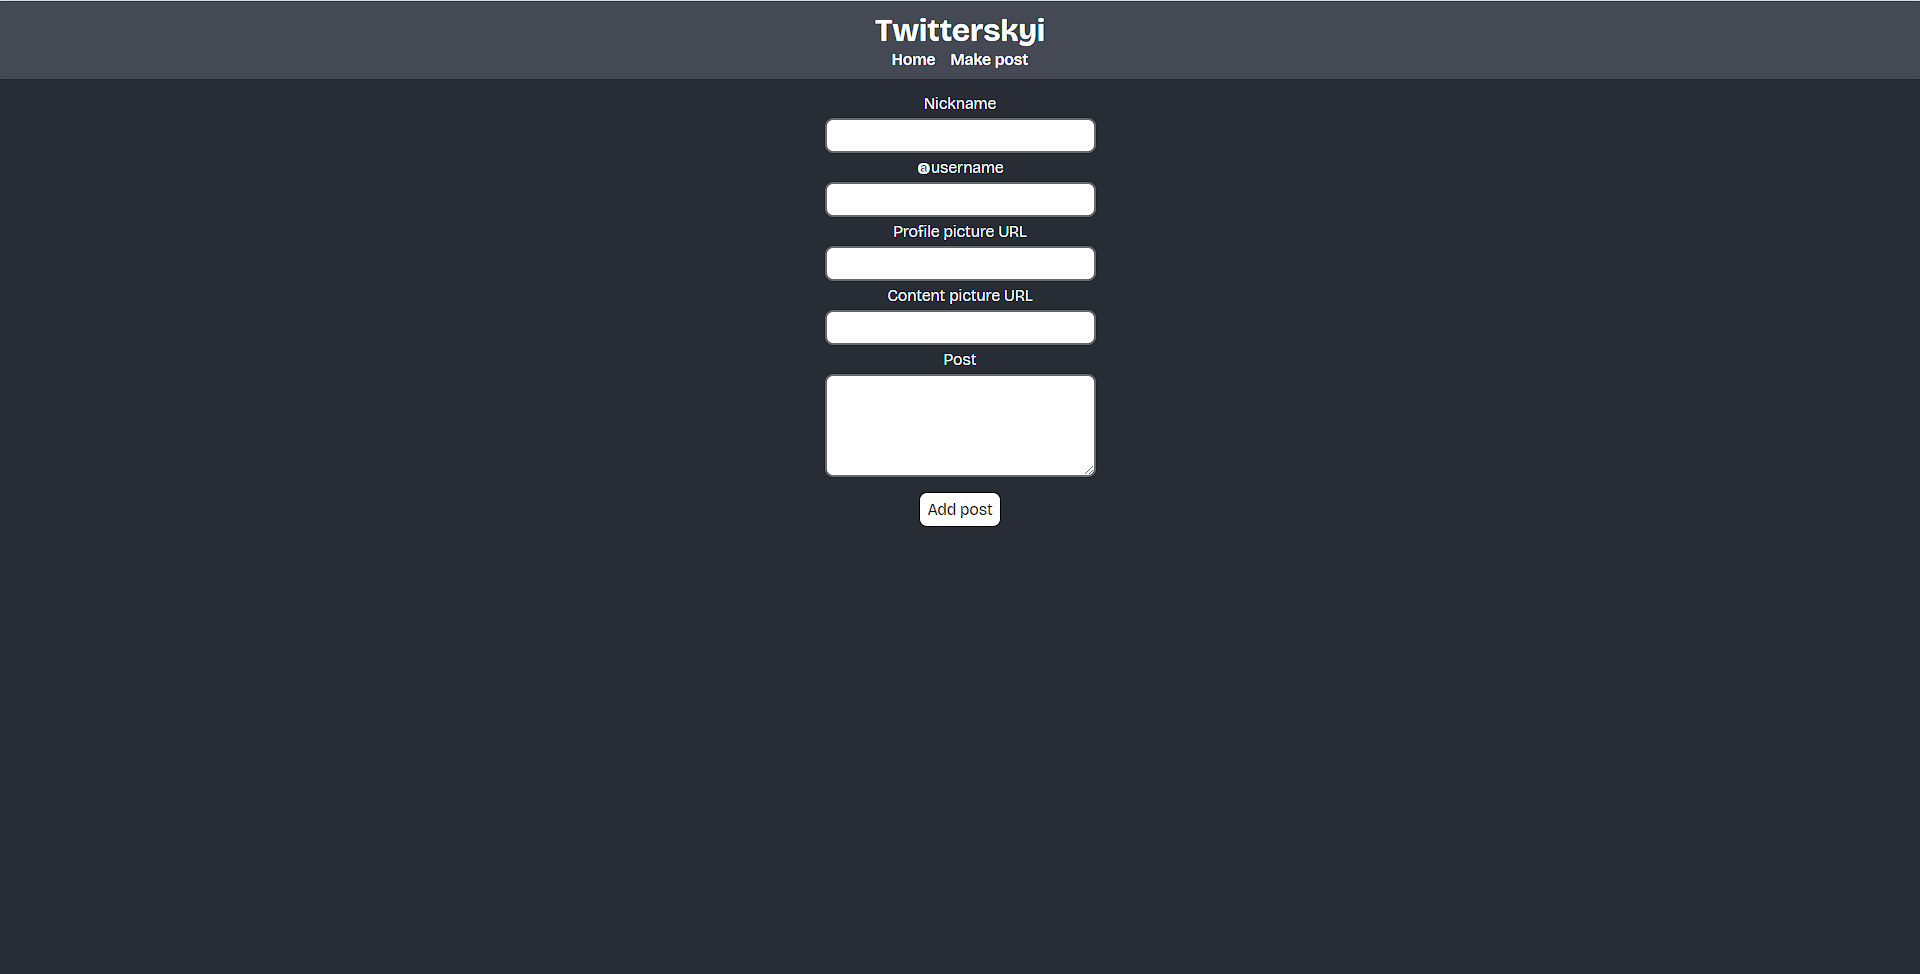 Twitterskyi
Home Make post
Nickname
@username
Profile picture URL
Content picture URL
Post
Add post